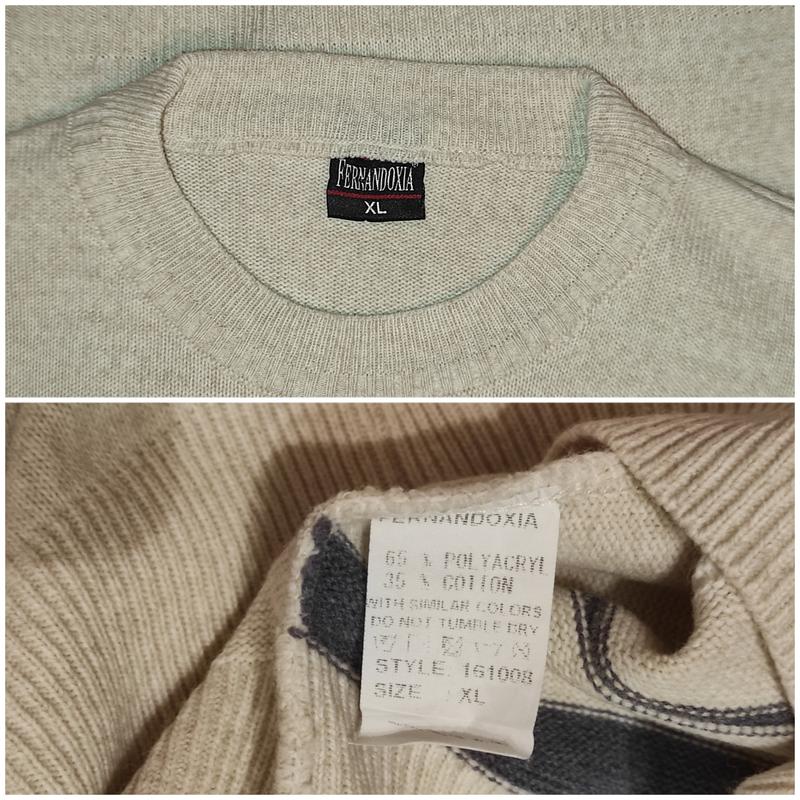 FERNANDOXIA
XL
FERNANDOXIA
65 % POLYACRYL
35 % COTTON
WITH SIMILAR COLORS
DO NOT TUMBLE DRY
STYLE. 161008
SIZE : XL